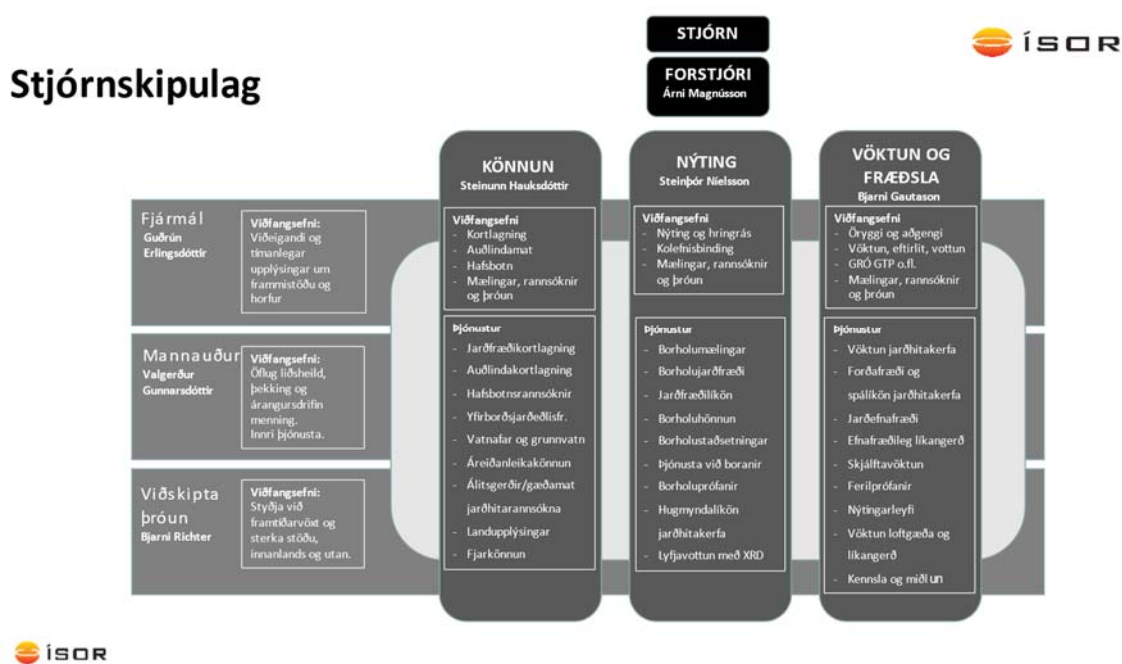 STJÓRN
ÍSOR
Stjórnskipulag
FORSTJÓRI
Árni Magnússon
KÖNNUN
Steinunn Hauksdóttir
Viðfangsefni
- Kortlagning
- Auðlindamat
- Hafsbotn
- Mælingar, rannsóknir
og þróun
Þjónustur
- Jarðfræðikortlagning
- Auðlindakortlagning
- Hafsbotnsrannsóknir
- Yfirborðsjarðeðlisfr.
- Vatnafar og grunnvatn
- Áreiðanleikakönnun
- Álitsgerðir/gæðamat
jarðhitarannsókna
- Landupplýsingar
- Fjarkönnun
NÝTING
Steinþór Níelsson
Viðfangsefni
- Nýting og hringrás
- Kolefnisbinding
- Mælingar, rannsóknir
og þróun
Þjónustur
- Borholumælingar
- Borholujarðfræði
- Jarðfræðilíkön
- Borholuhönnun
- Borholustaðsetningar
- Þjónusta við boranir
- Borholuprófanir
- Hugmyndalíkön
jarðhitakerfa
- Lyfjavottun með XRD
VÖKTUN OG
FRÆÐSLA
Bjarni Gautason
Viðfangsefni
- Öryggi og aðgengi
- Vöktun, eftirlit, vottun
- GRÓ GTP o.fl.
- Mælingar, rannsóknir
og þróun
Þjónustur
- Vöktun jarðhitakerfa
- Forðafræði og
spálíkön jarðhitakerfa
- Jarðefnafræði
- Efnafræðileg líkangerð
- Skjálftavöktun
- Ferilprófanir
- Nýtingarleyfi
- Vöktun loftgæða og
líkangerð
- Kennsla og miðlun
Fjármál
Guðrún
Erlingsdóttir
Viðfangsefni:
Viðeigandi og
tímanlegar
upplýsingar um
frammistöðu og
horfur
Mannauður
Valgerður
Gunnarsdóttir
Viðfangsefni:
Öflug liðsheild,
þekking og
árangursdrifin
menning.
Innri þjónusta.
Viðskipta
þróun
Bjarni Richter
Viðfangsefni:
Styðja við
framtíðarvöxt og
sterka stöðu,
innanlands og utan.
ÍSOR